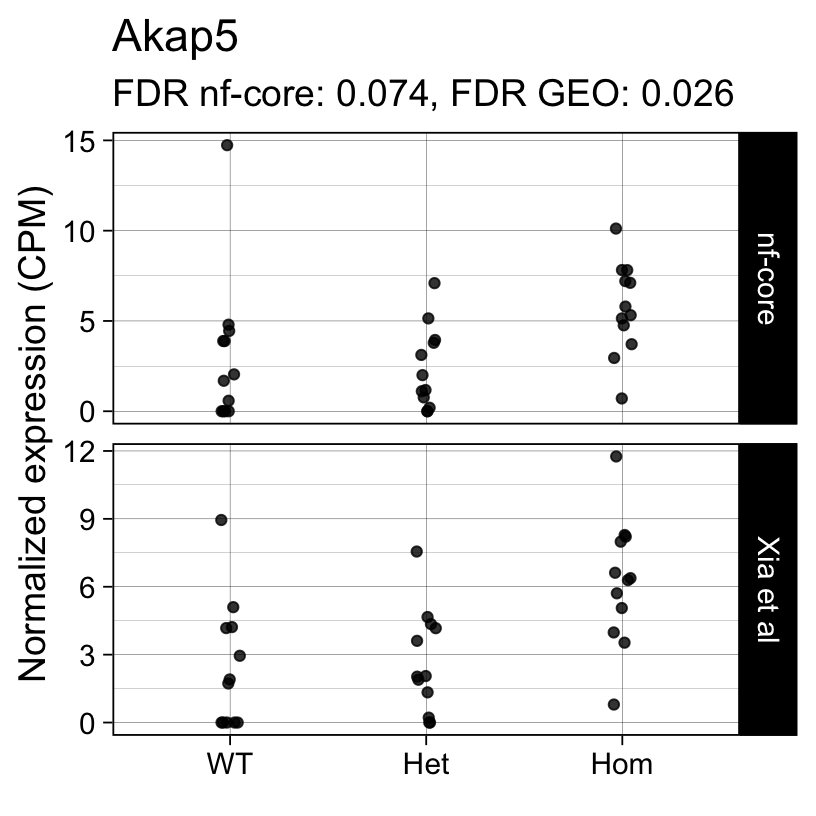 Akap5
FDR nf-core: 0.074, FDR GEO: 0.026
Normalized expression (CPM)
15
10
5
0
nf-core
12
9
6
3
0
Xia et al
WT Het Hom